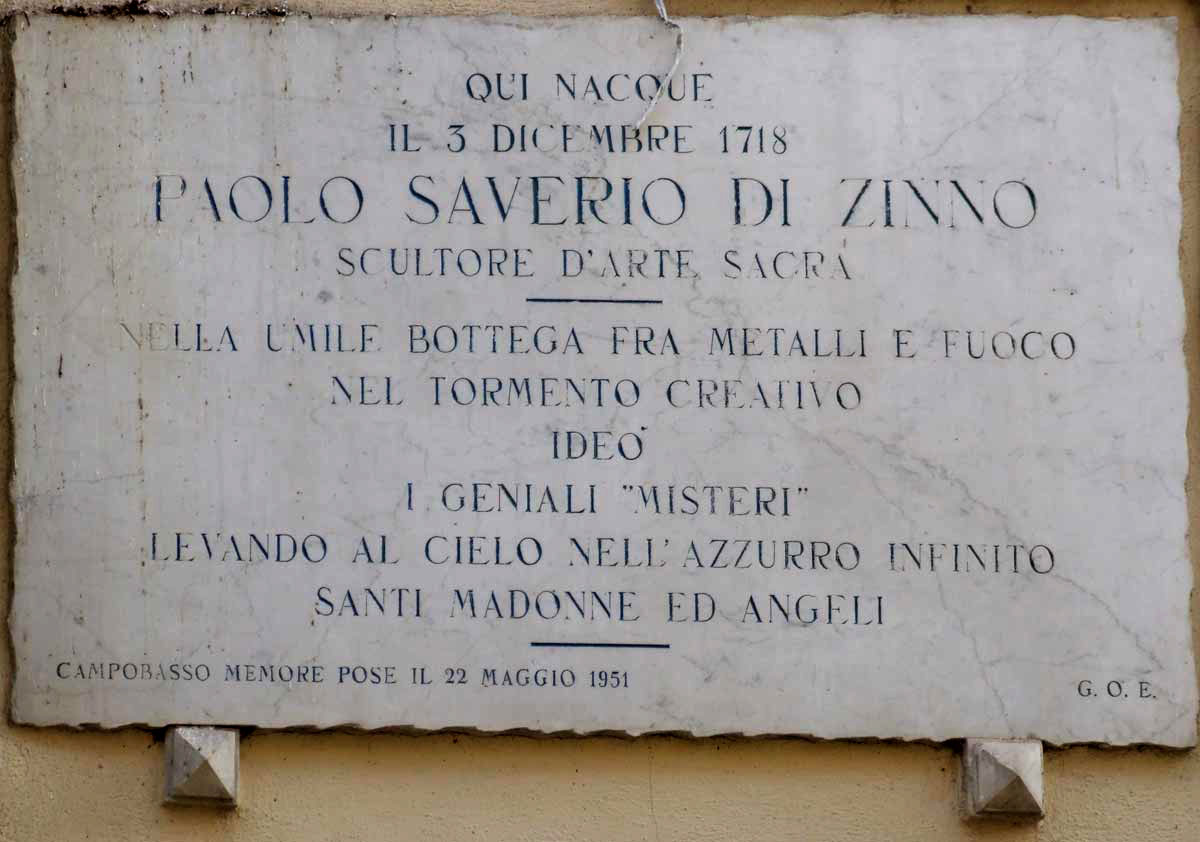 QUI NACQUE
IL 3 DICEMBRE 1718
PAOLO SAVERIO DI ZINNO
SCULTORE D'ARTE SACRA
NELLA UMILE BOTTEGA FRA METALLI E FUOCO
NEL TORMENTO CREATIVO
IDEO'
I GENIALI "MISTERI"
LEVANDO AL CIELO NELL'AZZURRO INFINITO
SANTI MADONNE ED ANGELI
CAMPOBASSO MEMORE POSE IL 22 MAGGIO 1951
G. O. E.